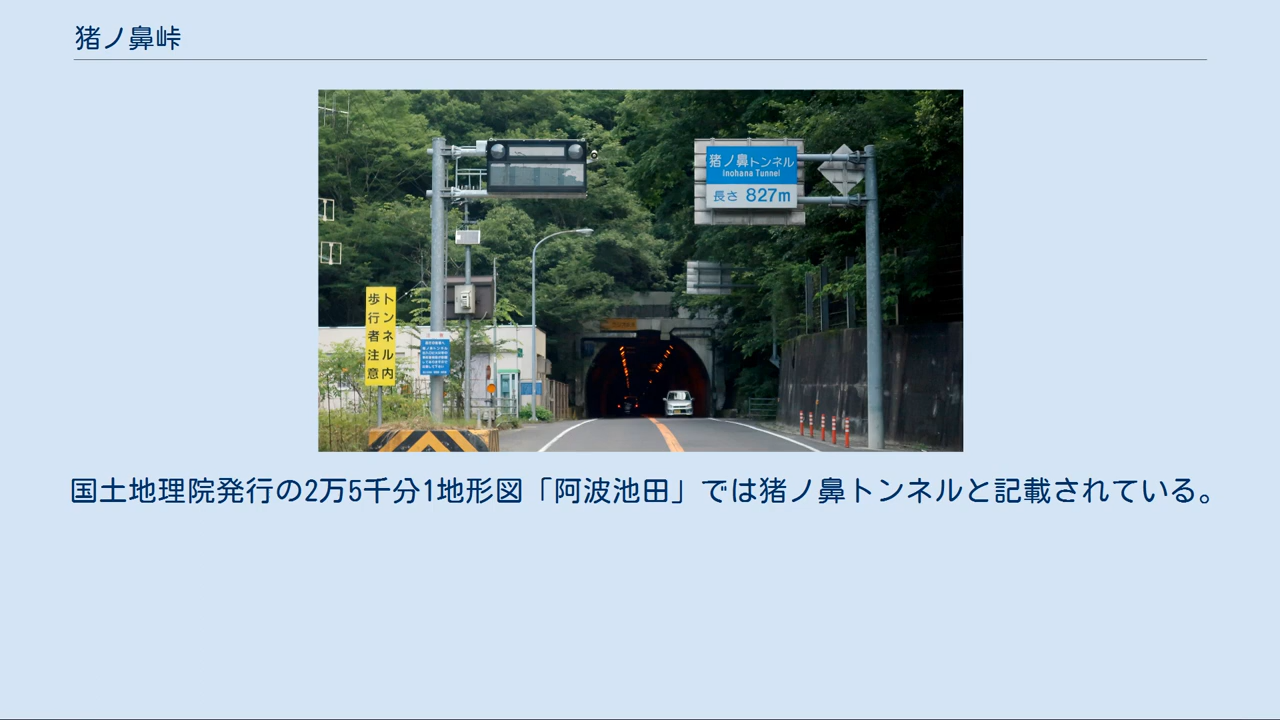 猪ノ鼻峠
猪ノ鼻トンネル
Inohana Tunnel
長さ 827m
トンネル内
歩行者注意
国土地理院発行の2万5千分1地形図「阿波池田」では猪ノ鼻トンネルと記載されている。